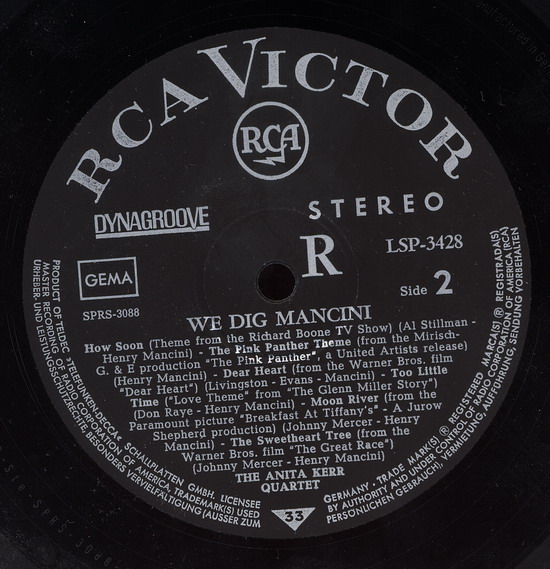 RCA VICTOR
RCA
DYNAGROOVE
STEREO
R
LSP-3428
GEMA
SPRS-3088
Side 2
WE DIG MANCINI
How Soon (Theme from the Richard Boone TV Show) (Al Stillman -
Henry Mancini) - The Pink Panther Theme (from the Mirisch-
G. & E production "The Pink Panther", a United Artists release)
(Henry Mancini) - Dear Heart (from the Warner Bros. film
"Dear Heart") (Livingston - Evans - Mancini) - Too Little
Time ("Love Theme" from "The Glenn Miller Story")
(Don Raye - Henry Mancini) - Moon River (from the
Paramount picture "Breakfast At Tiffany's" - A Jurow
Shepherd production) (Johnny Mercer - Henry
Mancini) - The Sweetheart Tree (from the
Warner Bros. film "The Great Race")
(Johnny Mercer - Henry Mancini)
THE ANITA KERR
QUARTET
33
PRODUCT OF TELDEC »TELEFUNKEN-DECCA« SCHALLPLATTEN GMBH. LICENSEE
MASTER RECORDING OF RADIO CORPORATION OF AMERICA, TRADEMARK(S) USED
URHEBER- UND LEISTUNGSSCHUTZRECHTE BESONDERS VERVIELFÄLTIGUNG (AUSSER ZUM
GERMANY · TRADE MARK(S) ® REGISTERED MARCA(S) ® REGISTRADA(S)
BY AUTHORITY AND UNDER CONTROL OF RADIO CORPORATION OF AMERICA (RCA)
PERSÖNLICHEN GEBRAUCH), VERMIETUNG, AUFFÜHRUNG, SENDUNG VORBEHALTEN